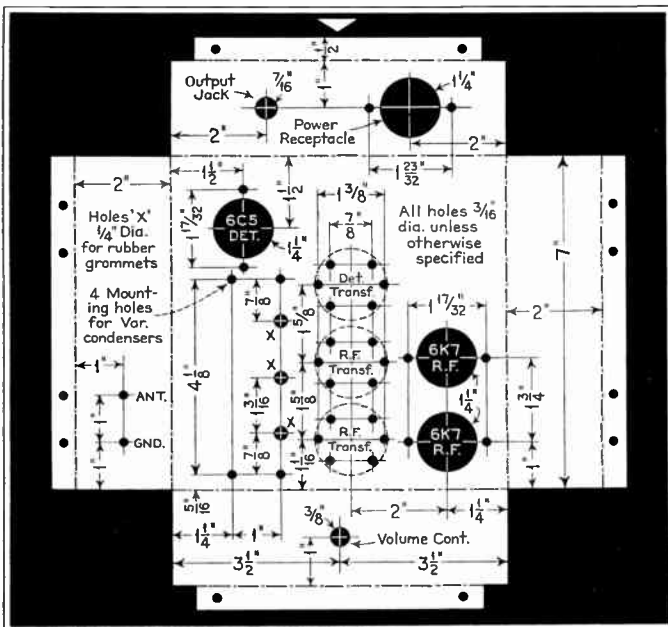 1"
2
7/16"
Output Jack
1"
1 1/4"
Power Receptacle
2"
2"
1 23/32"
2"
1 1/2"
1 1/2"
1 3/8"
7/8"
Holes 'X' 1/4" Dia. for rubber grommets
1 17/32"
6C5 DET.
1 1/4"
All holes 3/16" dia. unless otherwise specified
7"
4 Mounting holes for Var. condensers
7/8"
1 5/8"
Det. Transf.
1 17/32"
2"
X
4 1/8"
X
R.F. Transf.
6K7 R.F.
1"
ANT.
1 3/16"
X
1 5/8"
1 1/4"
1 3/4"
1"
GND.
7/8"
R.F. Transf.
6K7 R.F.
1"
1 1/16"
1"
5/16"
1 1/4"
1"
3/8"
2"
1 1/4"
3 1/2"
1"
Volume Cont.
3 1/2"